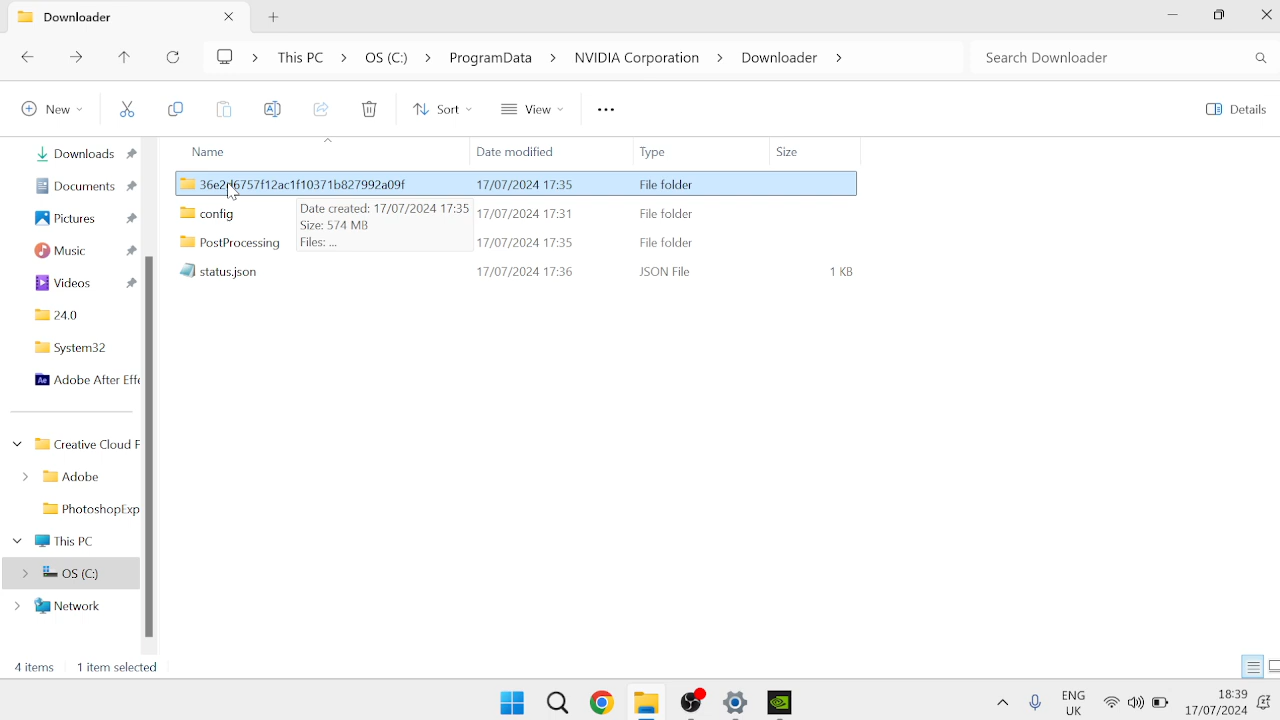 Downloader
This PC > OS (C:) > ProgramData > NVIDIA Corporation > Downloader >
Search Downloader
New
Sort
View
Details
Name
Date modified
Type
Size
Downloads
Documents
Pictures
Music
Videos
24.0
System32
Adobe After Effe
Creative Cloud F
Adobe
PhotoshopExp
This PC
OS (C:)
Network
17/07/2024 17:35 File folder
Date created: 17/07/2024 17:35
Size: 574 MB
Files: ...
config 17/07/2024 17:31 File folder
PostProcessing 17/07/2024 17:35 File folder
status.json 17/07/2024 17:36 JSON File 1 KB
4 items
1 item selected
ENG
UK
18:39
17/07/2024